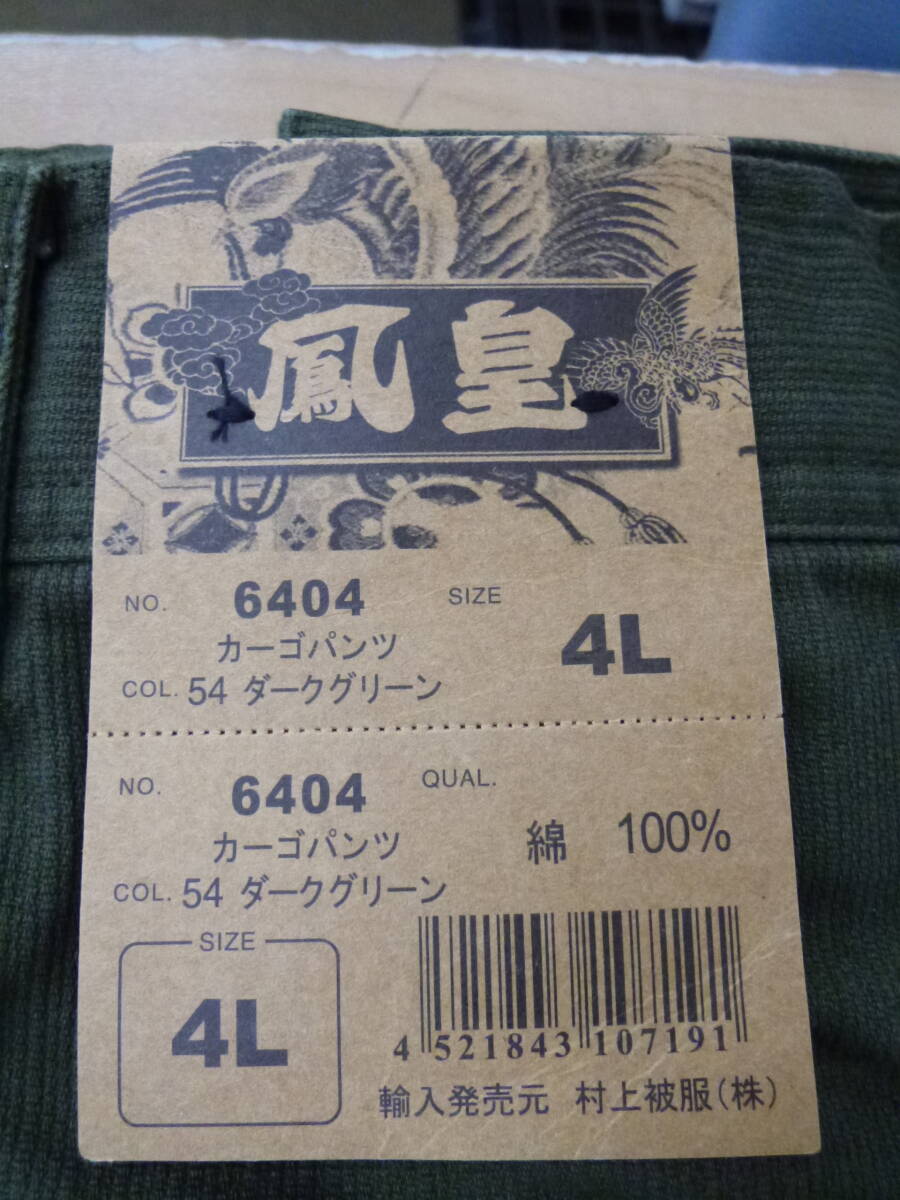 鳳皇
NO. 6404 SIZE
カーゴパンツ 4L
COL. 54 ダークグリーン
NO. 6404 QUAL.
カーゴパンツ 綿 100%
COL. 54 ダークグリーン
SIZE
4L
4 521843 107191
輸入発売元 村上被服(株)